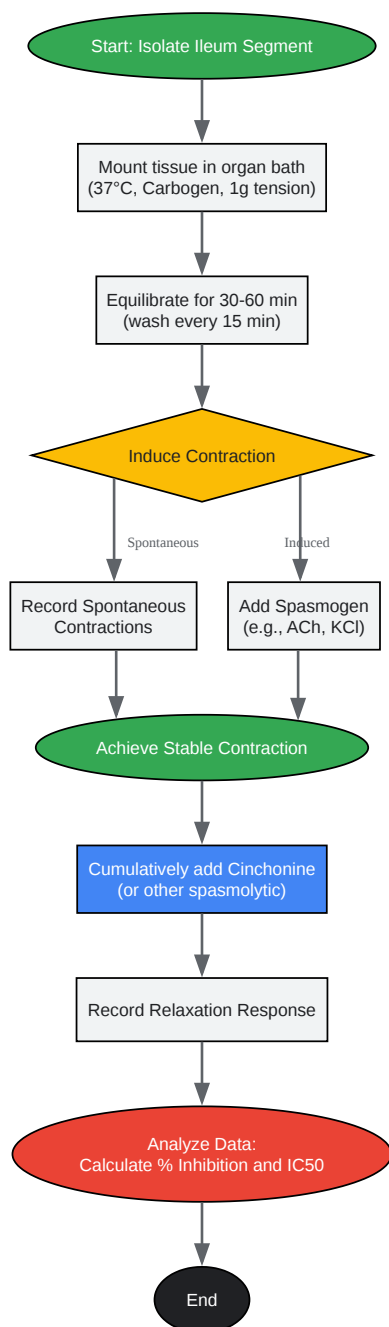 Start: Isolate Ileum Segment
Mount tissue in organ bath
(37°C, Carbogen, 1g tension)
Equilibrate for 30-60 min
(wash every 15 min)
Induce Contraction
Spontaneous
Induced
Record Spontaneous
Contractions
Add Spasmogen
(e.g., ACh, KCl)
Achieve Stable Contraction
Cumulatively add Cinchonine
(or other spasmolytic)
Record Relaxation Response
Analyze Data:
Calculate % Inhibition and IC50
End